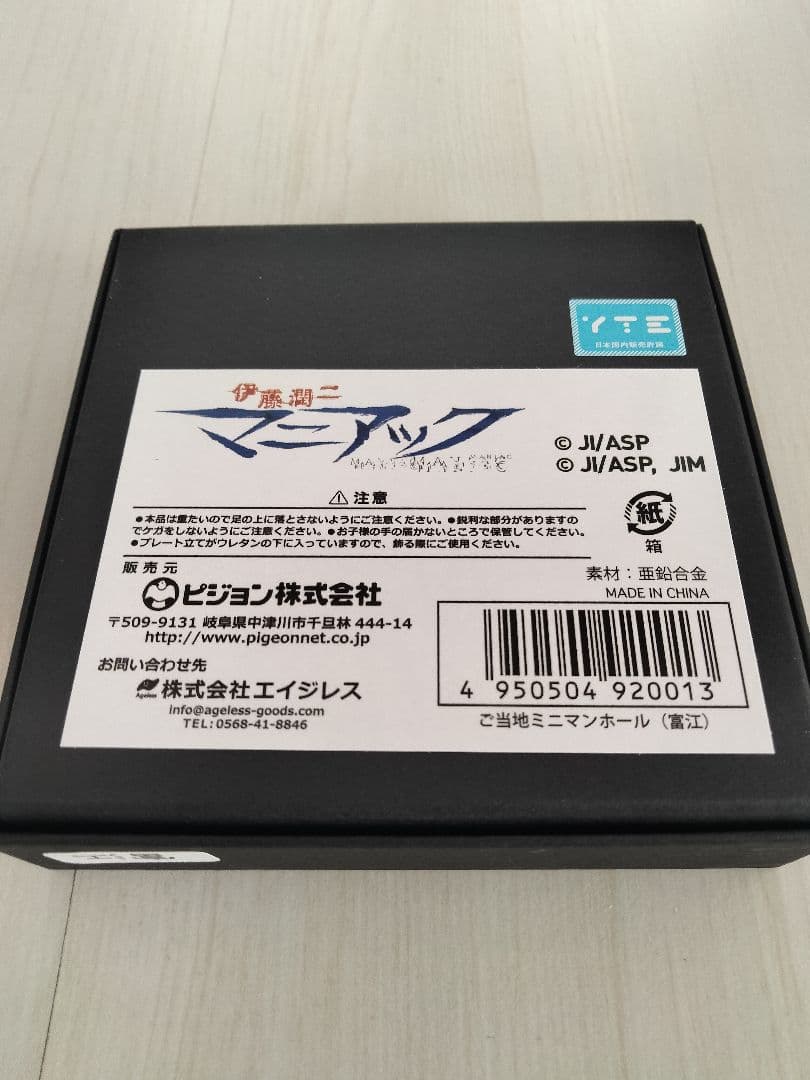 YTE
日本国内販売許諾
伊藤潤二
マニアック
© JI/ASP
© JI/ASP, JIM
⚠ 注意
●本品は重たいので足の上に落とさないようにご注意ください。●鋭利な部分がありますの
でケガをしないようにご注意ください。●お子様の手の届かないところで保管してください。
●プレート立てがウレタンの下に入っていますので、飾る際にご使用ください。
紙
箱
販売元
ピジョン株式会社
〒509-9131 岐阜県中津川市千旦林 444-14
http://www.pigeonnet.co.jp
お問い合わせ先
Ageless 株式会社エイジレス
info@ageless-goods.com
TEL:0568-41-8846
素材：亜鉛合金
MADE IN CHINA
4 950504 920013
ご当地ミニマンホール（富江）